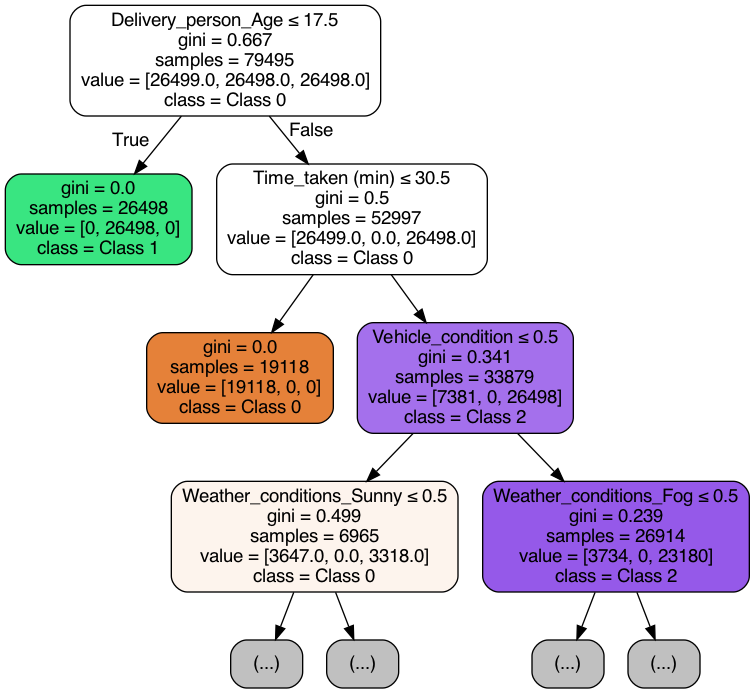 Delivery_person_Age ≤ 17.5
gini = 0.667
samples = 79495
value = [26499.0, 26498.0, 26498.0]
class = Class 0
True
False
gini = 0.0
samples = 26498
value = [0, 26498, 0]
class = Class 1
Time_taken (min) ≤ 30.5
gini = 0.5
samples = 52997
value = [26499.0, 0.0, 26498.0]
class = Class 0
gini = 0.0
samples = 19118
value = [19118, 0, 0]
class = Class 0
Vehicle_condition ≤ 0.5
gini = 0.341
samples = 33879
value = [7381, 0, 26498]
class = Class 2
Weather_conditions_Sunny ≤ 0.5
gini = 0.499
samples = 6965
value = [3647.0, 0.0, 3318.0]
class = Class 0
Weather_conditions_Fog ≤ 0.5
gini = 0.239
samples = 26914
value = [3734, 0, 23180]
class = Class 2
(...)
(...)
(...)
(...)